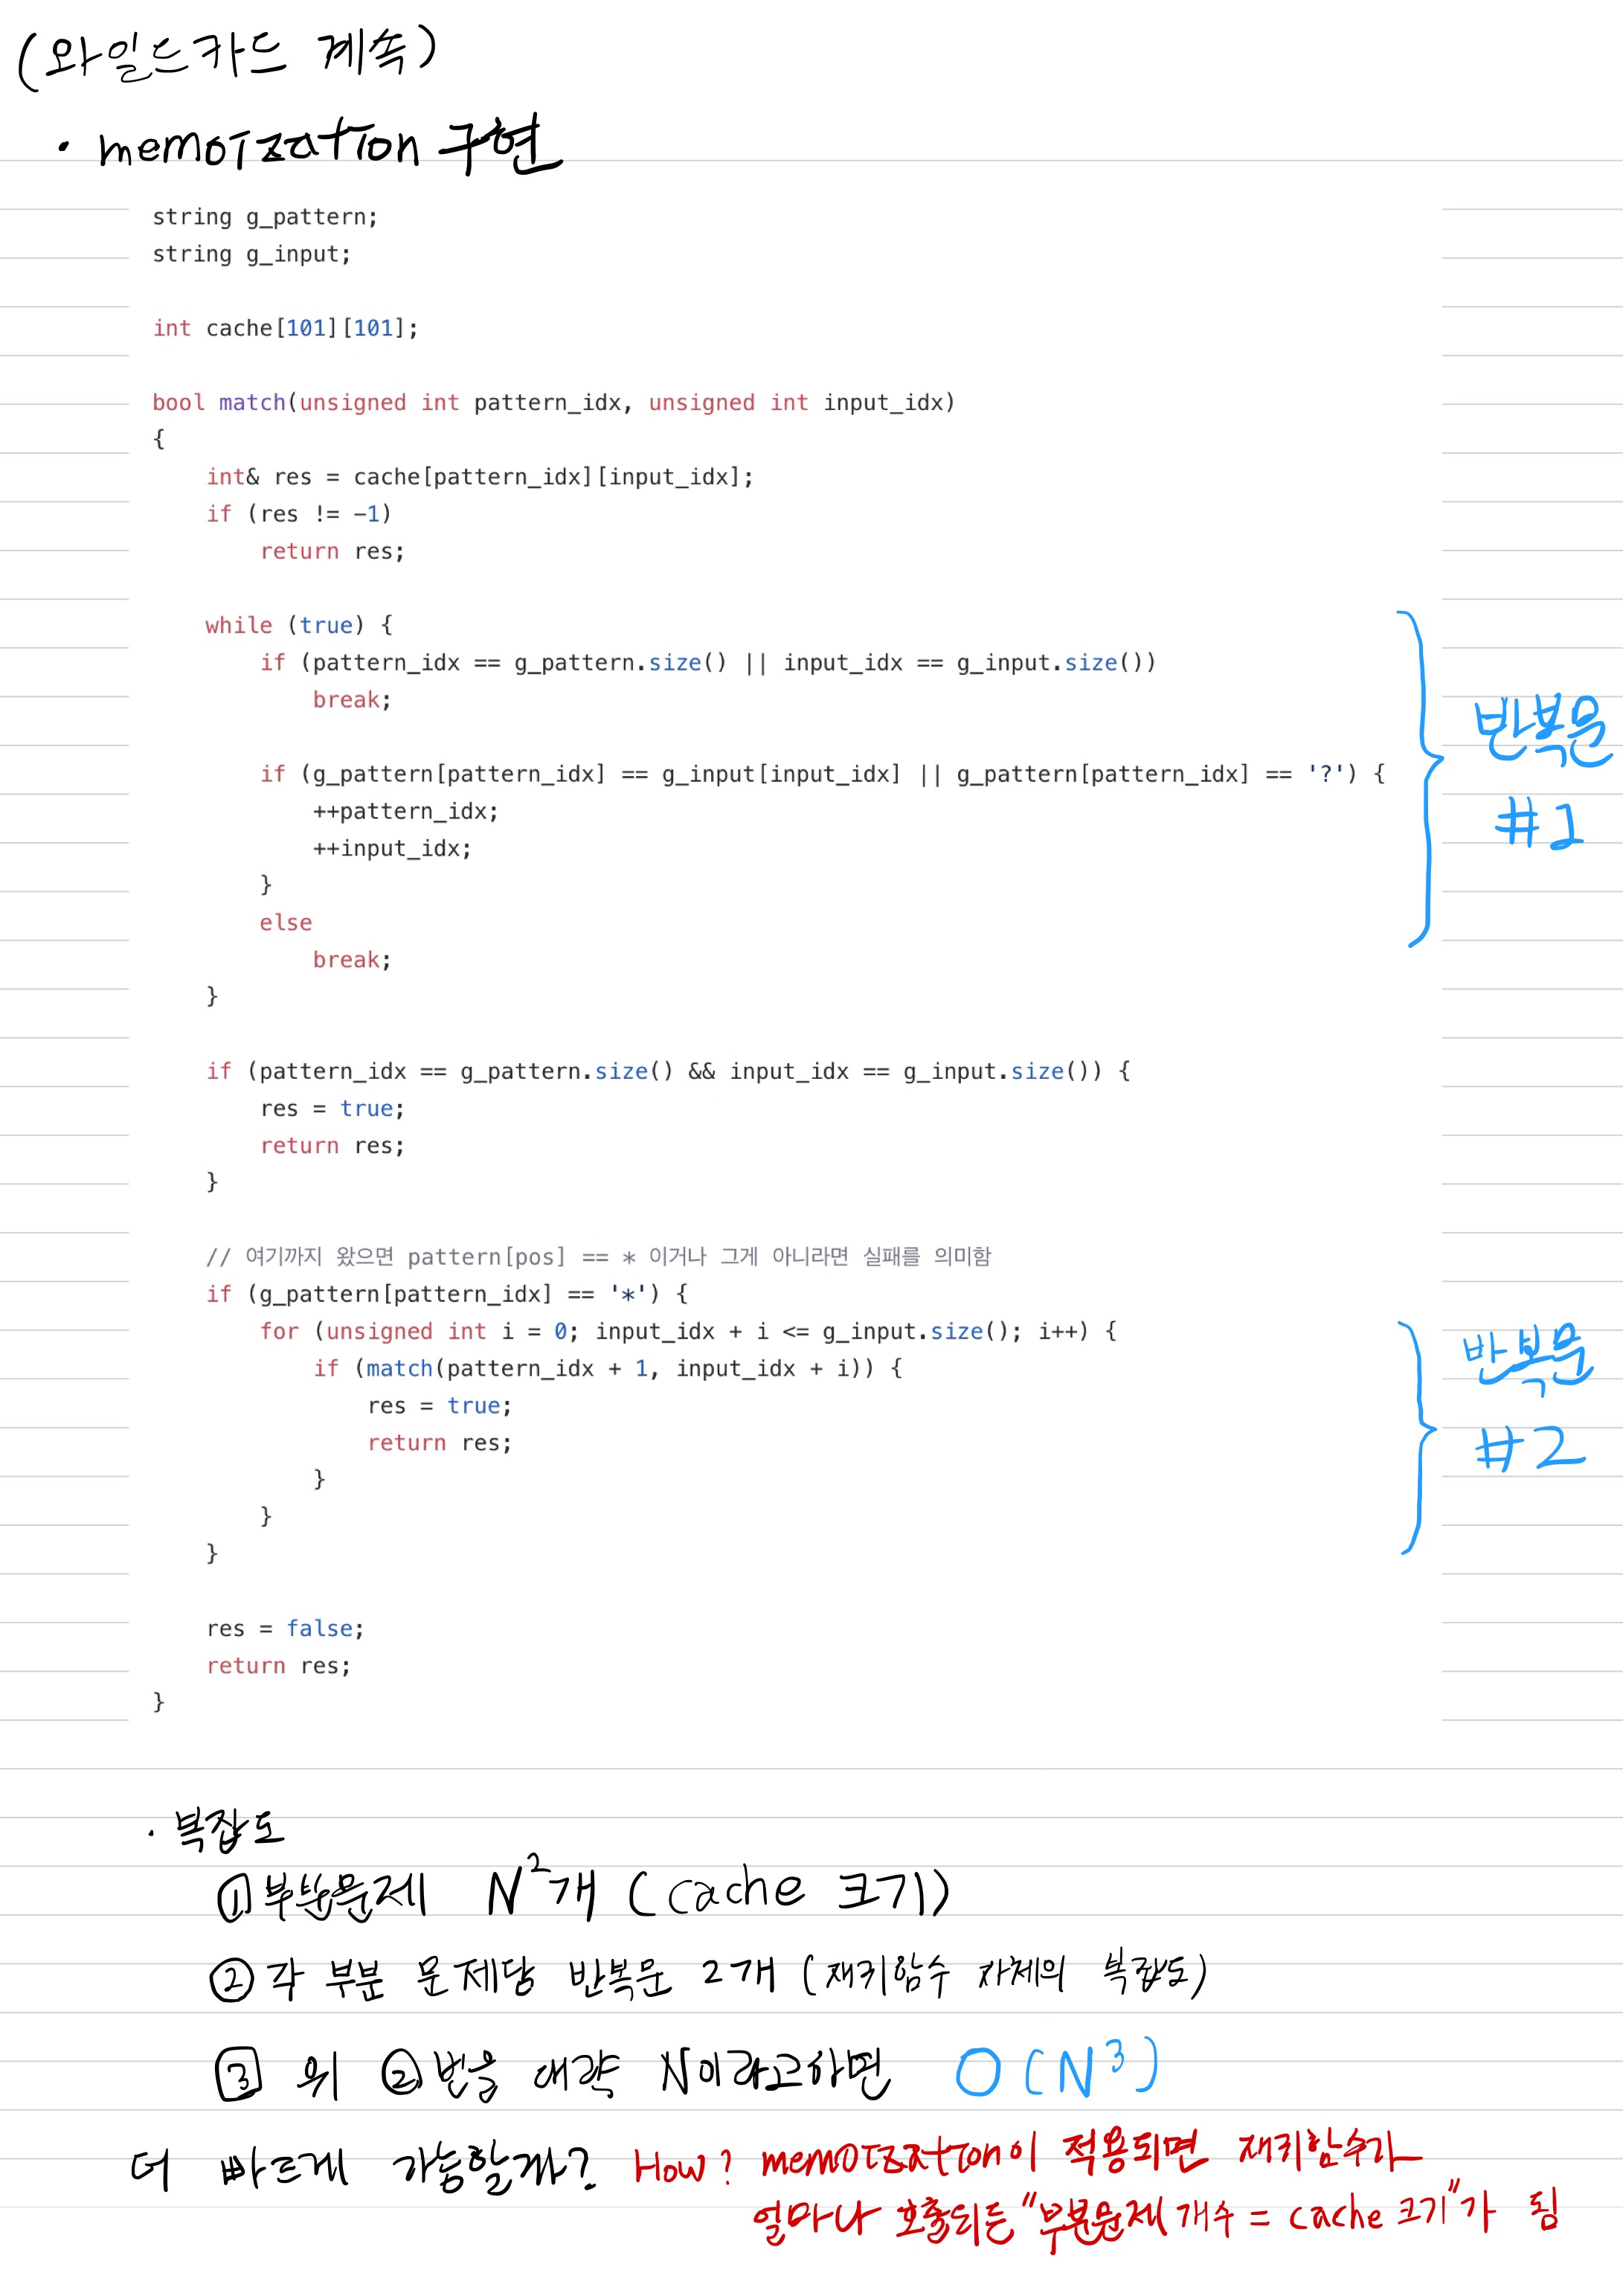 (와일드카드 계속)
· memoization 구현
string g_pattern;
string g_input;
int cache[101][101];
bool match(unsigned int pattern_idx, unsigned int input_idx)
{
    int& res = cache[pattern_idx][input_idx];
    if (res != -1)
        return res;
    while (true) {
        if (pattern_idx == g_pattern.size() || input_idx == g_input.size())
            break;
        if (g_pattern[pattern_idx] == g_input[input_idx] || g_pattern[pattern_idx] == '?') {
            ++pattern_idx;
            ++input_idx;
        }
        else
            break;
    }
반복문
#1
    if (pattern_idx == g_pattern.size() && input_idx == g_input.size()) {
        res = true;
        return res;
    }
    // 여기까지 왔으면 pattern[pos] == * 이거나 그게 아니라면 실패를 의미함
    if (g_pattern[pattern_idx] == '*') {
        for (unsigned int i = 0; input_idx + i <= g_input.size(); i++) {
            if (match(pattern_idx + 1, input_idx + i)) {
                res = true;
                return res;
            }
        }
    }
반복문
#2
    res = false;
    return res;
}
· 복잡도
① 부분문제 N²개 (cache 크기)
② 각 부분 문제당 반복문 2개 (재귀함수 자체의 복잡도)
③ 위 ②번을 대략 N이라고하면 O(N³)
더 빠르게 가능할까? How? memoization이 적용되면 재귀함수가
얼마나 호출되든 "부분문제 개수 = cache 크기"가 됨